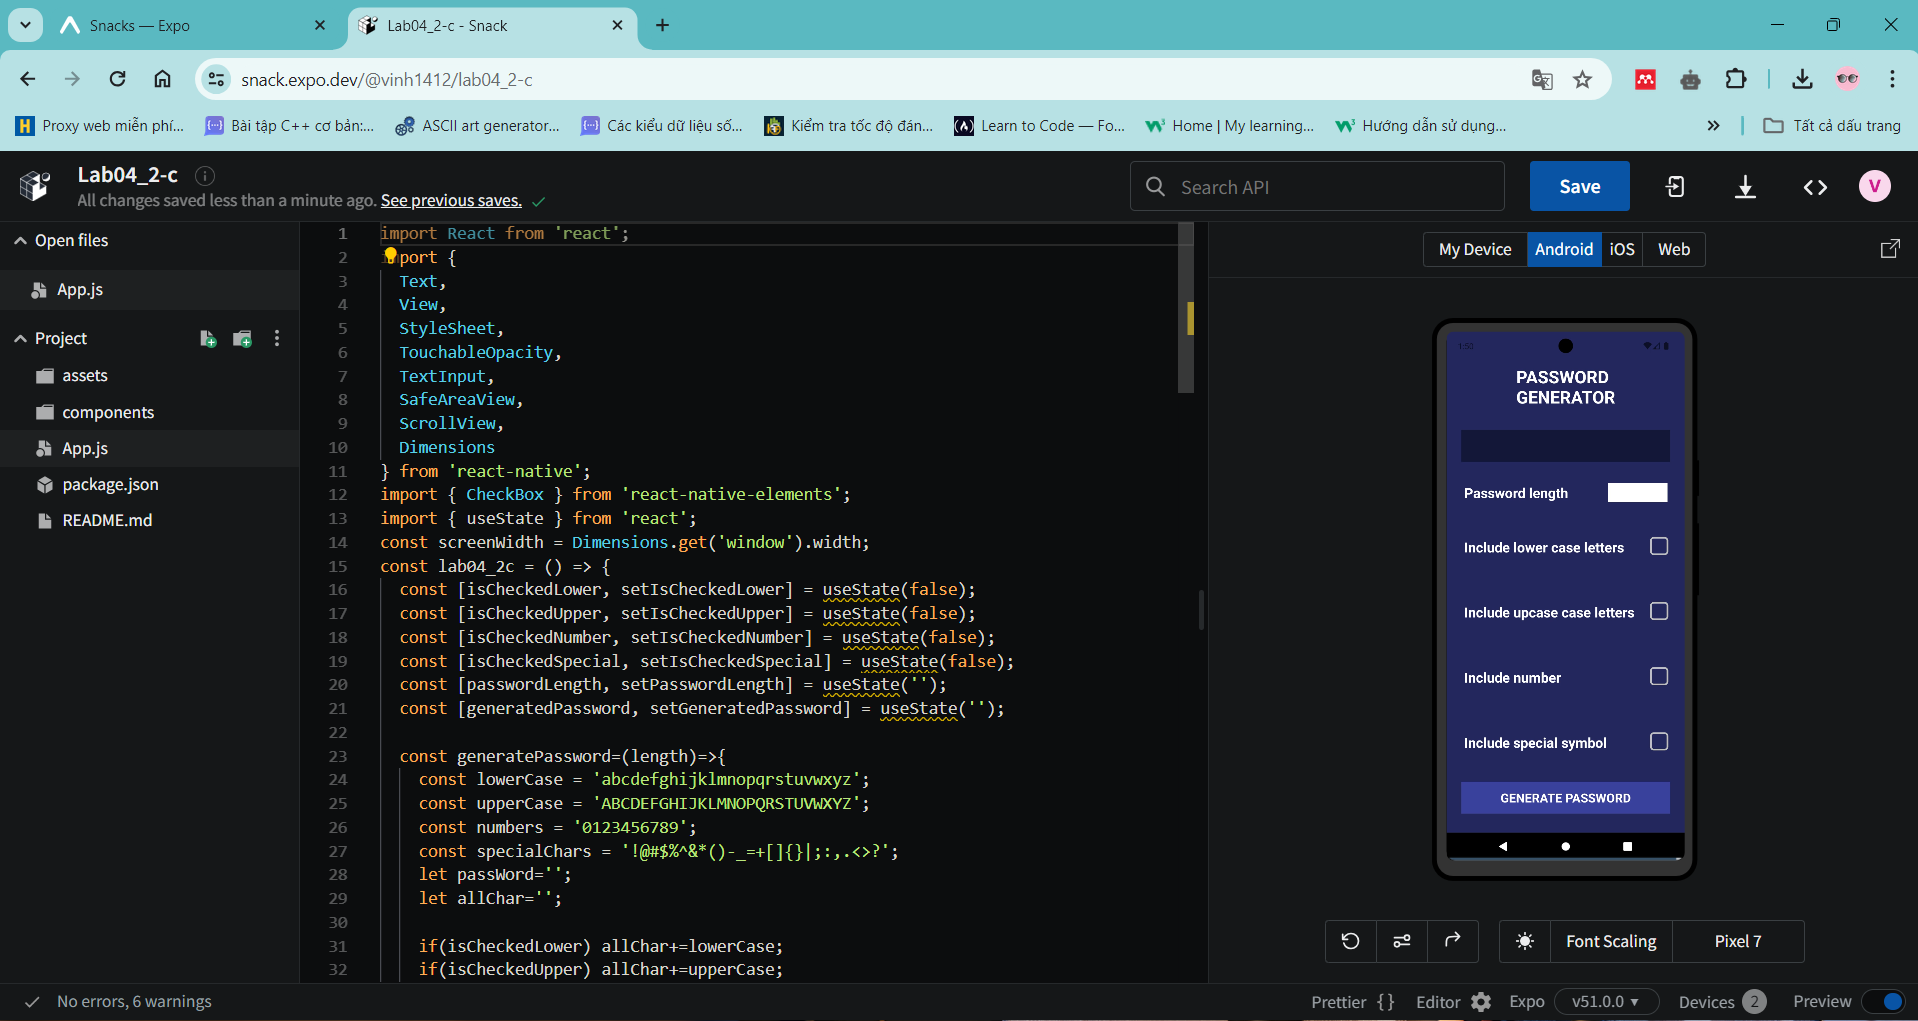 Snacks — Expo
Lab04_2-c - Snack
snack.expo.dev/@vinh1412/lab04_2-c
Proxy web miễn phí...
Bài tập C++ cơ bản:...
ASCII art generator...
Các kiểu dữ liệu số...
Kiểm tra tốc độ đán...
Learn to Code — Fo...
Home | My learning...
Hướng dẫn sử dụng...
Tất cả dấu trang
Lab04_2-c
All changes saved less than a minute ago. See previous saves.
Search API
Save
V
Open files
App.js
Project
assets
components
App.js
package.json
README.md
1 import React from 'react';
2 import {
3 Text,
4 View,
5 StyleSheet,
6 TouchableOpacity,
7 TextInput,
8 SafeAreaView,
9 ScrollView,
10 Dimensions
11 } from 'react-native';
12 import { CheckBox } from 'react-native-elements';
13 import { useState } from 'react';
14 const screenWidth = Dimensions.get('window').width;
15 const lab04_2c = () => {
16 const [isCheckedLower, setIsCheckedLower] = useState(false);
17 const [isCheckedUpper, setIsCheckedUpper] = useState(false);
18 const [isCheckedNumber, setIsCheckedNumber] = useState(false);
19 const [isCheckedSpecial, setIsCheckedSpecial] = useState(false);
20 const [passwordLength, setPasswordLength] = useState('');
21 const [generatedPassword, setGeneratedPassword] = useState('');
22
23 const generatePassword=(length)=>{
24 const lowerCase = 'abcdefghijklmnopqrstuvwxyz';
25 const upperCase = 'ABCDEFGHIJKLMNOPQRSTUVWXYZ';
26 const numbers = '0123456789';
27 const specialChars = '!@#$%^&*()-_=+[]{}|;:,.<>?';
28 let passWord='';
29 let allChar='';
30
31 if(isCheckedLower) allChar+=lowerCase;
32 if(isCheckedUpper) allChar+=upperCase;
My Device
Android
iOS
Web
1:50
PASSWORD
GENERATOR
Password length
Include lower case letters
Include upcase case letters
Include number
Include special symbol
GENERATE PASSWORD
Font Scaling
Pixel 7
No errors, 6 warnings
Prettier {}
Editor
Expo
v51.0.0
Devices 2
Preview